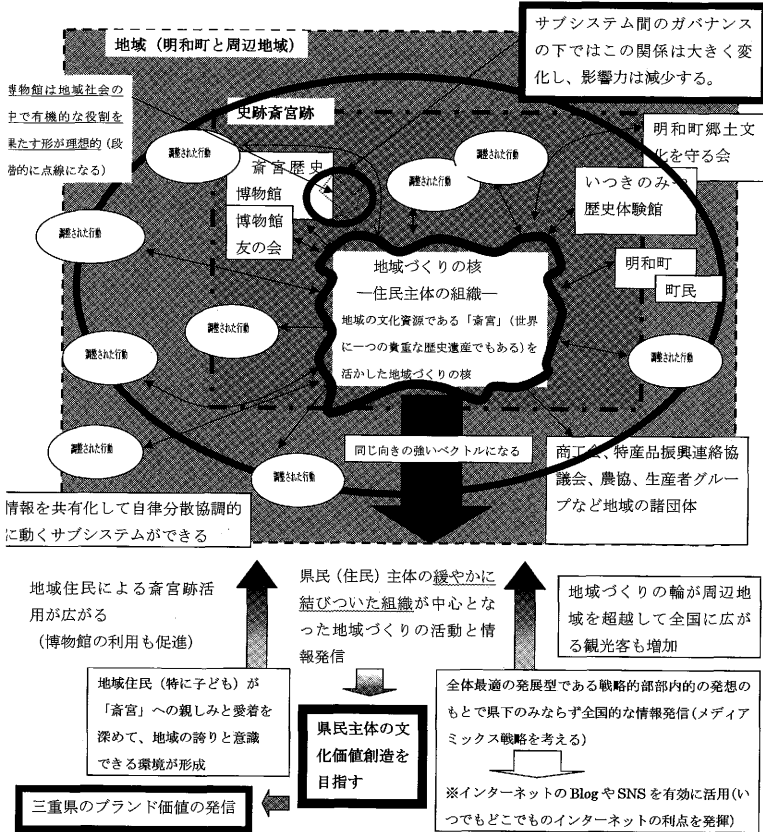 サブシステム間のガバナンス
の下ではこの関係は大きく変
化し、影響力は減少する。
地域（明和町と周辺地域）
博物館は地域社会の
中で有機的な役割を
果たす形が理想的（段
階的に点線になる）
史跡斎宮跡
調整された行動
斎宮歴史
博物館
博物館
友の会
調整された行動
調整された行動
明和町郷土文
化を守る会
いつきのみや
歴史体験館
明和町
町民
調整された行動
調整された行動
調整された行動
調整された行動
調整された行動
調整された行動
地域づくりの核
―住民主体の組織―
地域の文化資源である「斎宮」（世界
に一つの貴重な歴史遺産でもある）を
活かした地域づくりの核
同じ向きの強いベクトルになる
商工会、特産品振興連絡協
議会、農協、生産者グルー
プなど地域の諸団体
情報を共有化して自律分散協調的
に動くサブシステムができる
地域住民による斎宮跡活
用が広がる
（博物館の利用も促進）
県民（住民）主体の緩やかに
結びついた組織が中心とな
った地域づくりの活動と情
報発信
地域づくりの輪が周辺地
域を超越して全国に広が
る観光客も増加
地域住民（特に子ども）が
「斎宮」への親しみと愛着を
深めて、地域の誇りと意識
できる環境が形成
県民主体の文
化価値創造を
目指す
全体最適の発展型である戦略的部部内的の発想の
もとで県下のみならず全国的な情報発信（メディア
ミックス戦略を考える）
※インターネットの Blog や SNS を有効に活用（い
つでもどこでものインターネットの利点を発揮）
三重県のブランド価値の発信